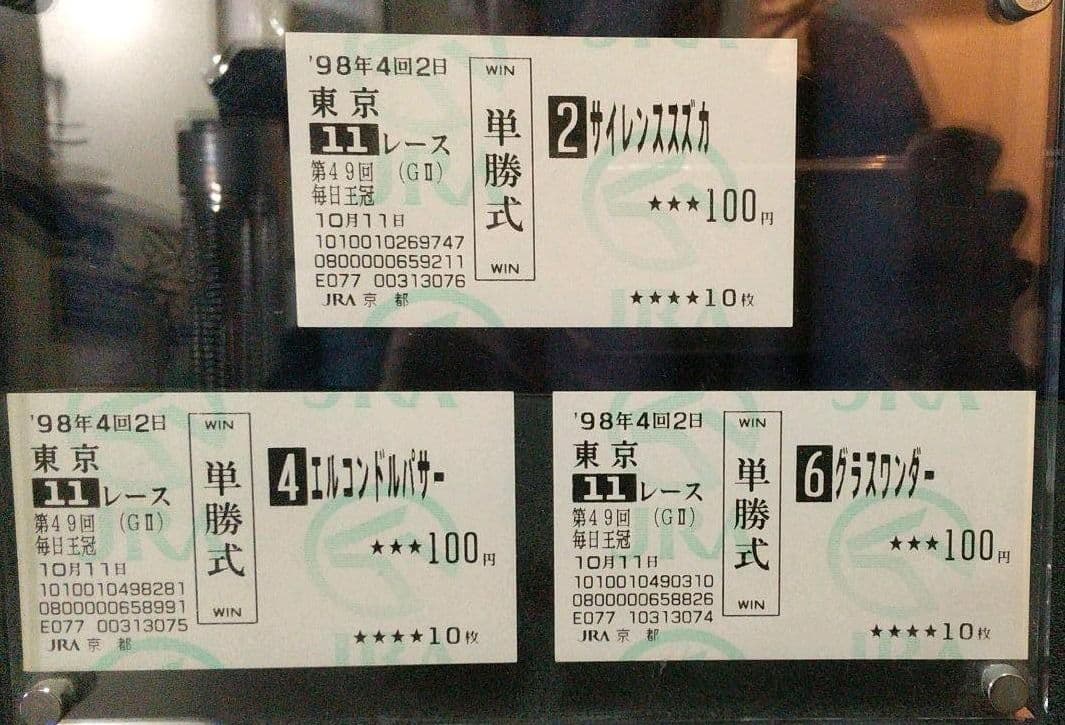 '98年4回2日
東京
11レース
第49回 (GⅡ)
毎日王冠
10月11日
1010010269747
0800000659211
E077 00313076
JRA 京都
WIN
単勝式
WIN
2 サイレンススズカ
★★★100円
★★★★10枚
'98年4回2日
東京
11レース
第49回 (GⅡ)
毎日王冠
10月11日
1010010498281
0800000658991
E077 00313075
JRA 京都
WIN
単勝式
WIN
4 エルコンドルパサー
★★★100円
★★★★10枚
'98年4回2日
東京
11レース
第49回 (GⅡ)
毎日王冠
10月11日
1010010490310
0800000658826
E077 10313074
JRA 京都
WIN
単勝式
WIN
6 グラスワンダー
★★★100円
★★★★10枚